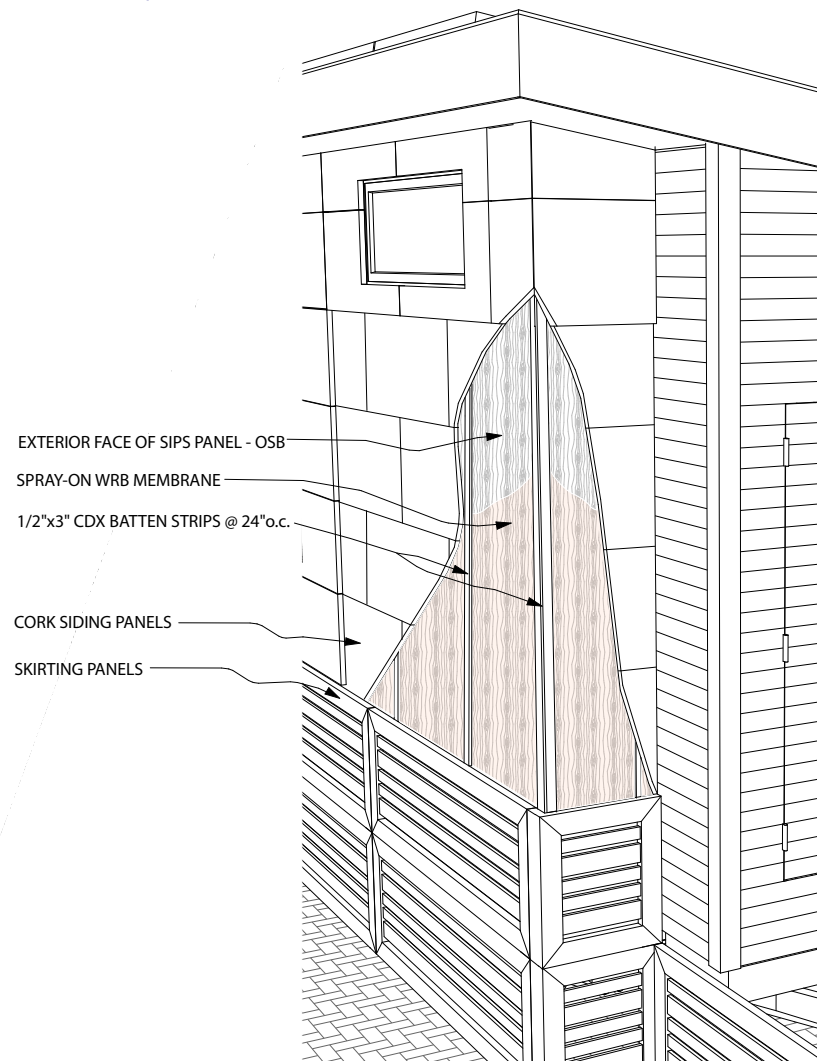 EXTERIOR FACE OF SIPS PANEL - OSB
SPRAY-ON WRB MEMBRANE
1/2"x3" CDX BATTEN STRIPS @ 24"o.c.
CORK SIDING PANELS
SKIRTING PANELS